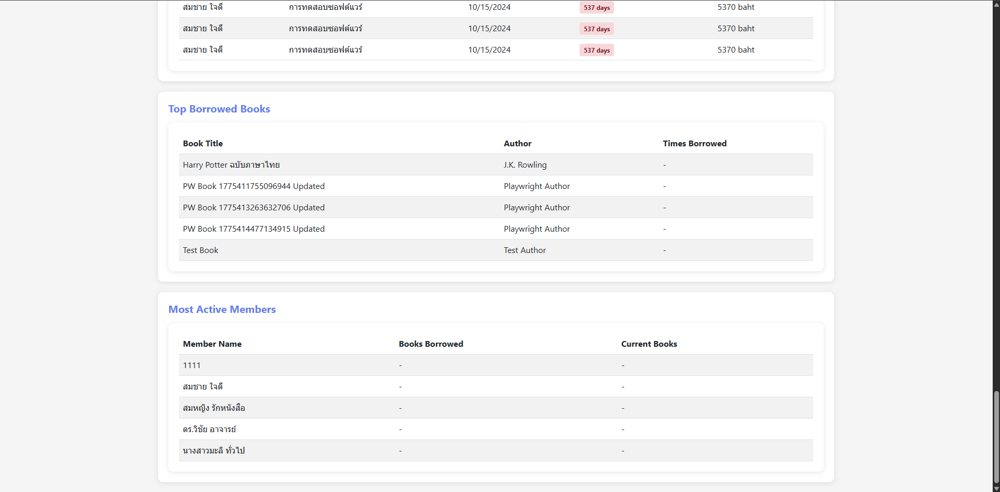 สมชาย ใจดี การทดสอบซอฟต์แวร์ 10/15/2024 537 days 5370 baht
สมชาย ใจดี การทดสอบซอฟต์แวร์ 10/15/2024 537 days 5370 baht
สมชาย ใจดี การทดสอบซอฟต์แวร์ 10/15/2024 537 days 5370 baht
Top Borrowed Books
Book Title Author Times Borrowed
Harry Potter ฉบับภาษาไทย J.K. Rowling -
PW Book 1775411755096944 Updated Playwright Author -
PW Book 1775413263632706 Updated Playwright Author -
PW Book 1775414477134915 Updated Playwright Author -
Test Book Test Author -
Most Active Members
Member Name Books Borrowed Current Books
1111 - -
สมชาย ใจดี - -
สมหญิง รักหนังสือ - -
ดร.วิชัย อาจารย์ - -
นางสาวมะลิ ทั่วไป - -